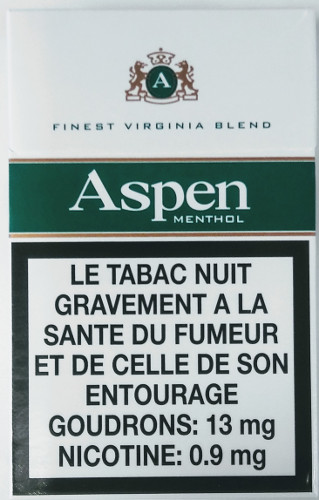 A
FINEST VIRGINIA BLEND
Aspen
MENTHOL
LE TABAC NUIT
GRAVEMENT A LA
SANTE DU FUMEUR
ET DE CELLE DE SON
ENTOURAGE
GOUDRONS: 13 mg
NICOTINE: 0.9 mg